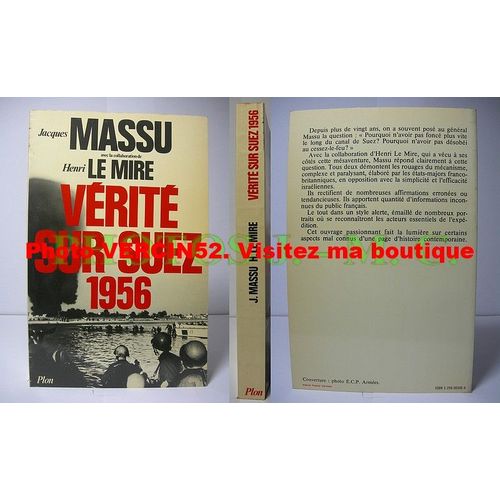 Jacques MASSU
avec la collaboration de
Henri LE MIRE
VÉRITÉ
SUR SUEZ
1956
Plon
J. MASSU H. LE MIRE VÉRITÉ SUR SUEZ 1956
Plon
Depuis plus de vingt ans, on a souvent posé au général
Massu la question : « Pourquoi n'avoir pas foncé plus vite
le long du canal de Suez? Pourquoi n'avoir pas désobéi
au cessez-le-feu? »
Avec la collaboration d'Henri Le Mire, qui a vécu à ses
côtés cette mésaventure, Massu répond clairement à cette
question. Tous deux démontent les rouages du mécanisme,
complexe et paralysant, élaboré par les états-majors franco-
britanniques, en opposition avec la simplicité et l'efficacité
israéliennes.
Ils rectifient de nombreuses affirmations erronées ou
tendancieuses. Ils apportent quantité d'informations incon-
nues du public français.
Le tout dans un style alerte, émaillé de nombreux por-
traits où se reconnaîtront les acteurs essentiels de l'expé-
dition.
Cet ouvrage passionnant fait la lumière sur certains
aspects mal connus d'une page d'histoire contemporaine.
Couverture : photo E.C.P. Armées.
Photo VERGIN52. Visitez ma boutique